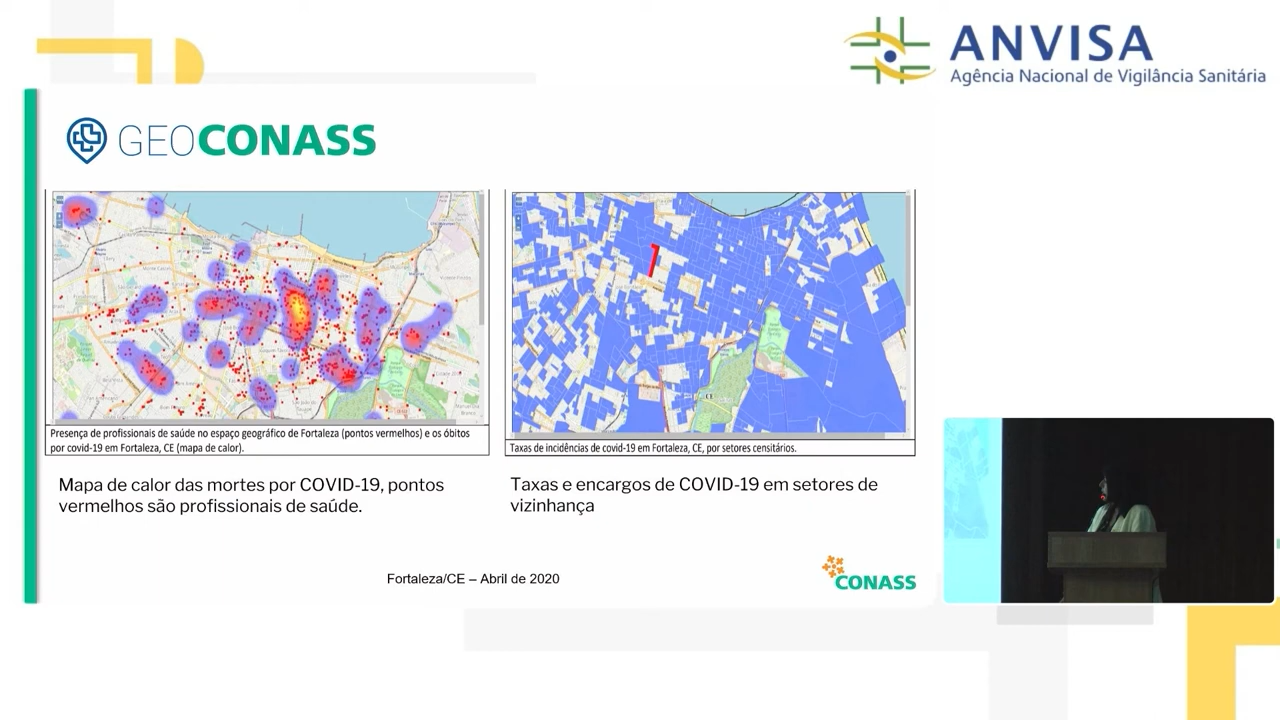 ANVISA
Agência Nacional de Vigilância Sanitária
GEOCONASS
Presença de profissionais de saúde no espaço geográfico de Fortaleza (pontos vermelhos) e os óbitos
por covid-19 em Fortaleza, CE (mapa de calor).
Taxas de incidências de covid-19 em Fortaleza, CE, por setores censitários.
Mapa de calor das mortes por COVID-19, pontos
vermelhos são profissionais de saúde.
Taxas e encargos de COVID-19 em setores de
vizinhança
Fortaleza/CE – Abril de 2020
CONASS